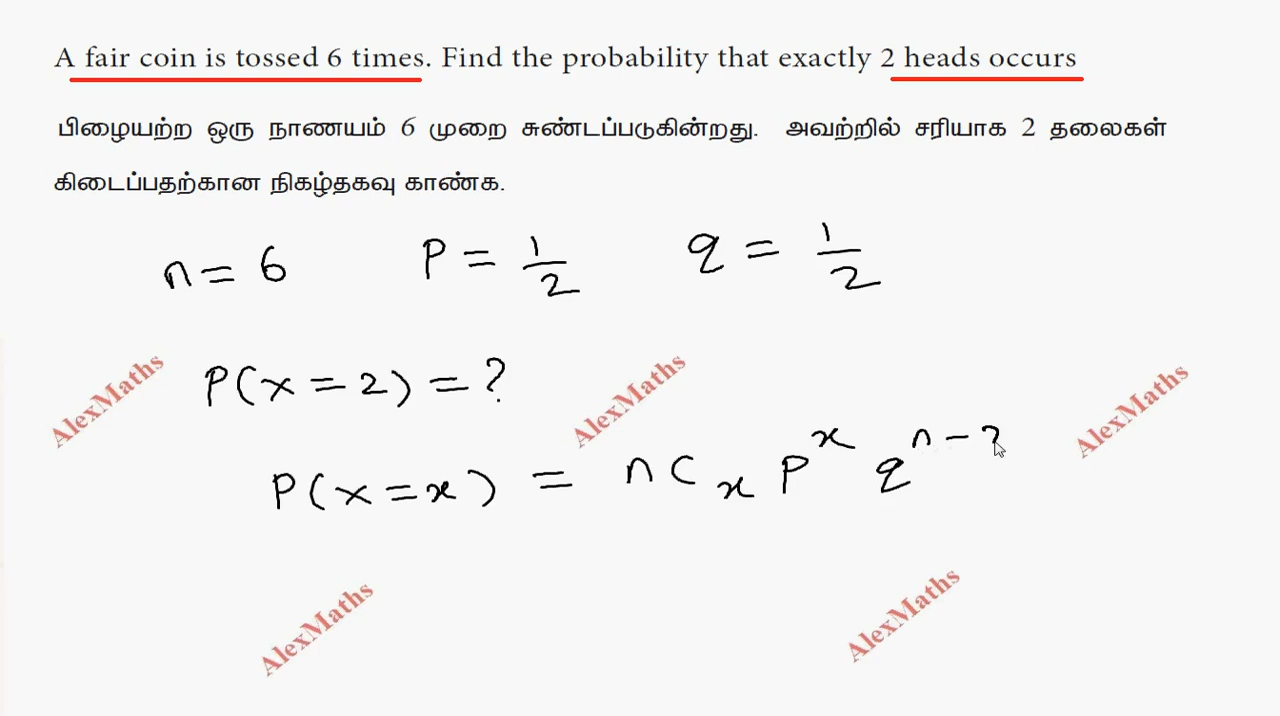 A fair coin is tossed 6 times. Find the probability that exactly 2 heads occurs
பிழையற்ற ஒரு நாணயம் 6 முறை சுண்டப்படுகின்றது. அவற்றில் சரியாக 2 தலைகள்
கிடைப்பதற்கான நிகழ்தகவு காண்க.
n = 6 P = 1/2 q = 1/2
AlexMaths AlexMaths AlexMaths
P(x = 2) = ?
P(x = x) = nCx P^x q^n-
AlexMaths AlexMaths